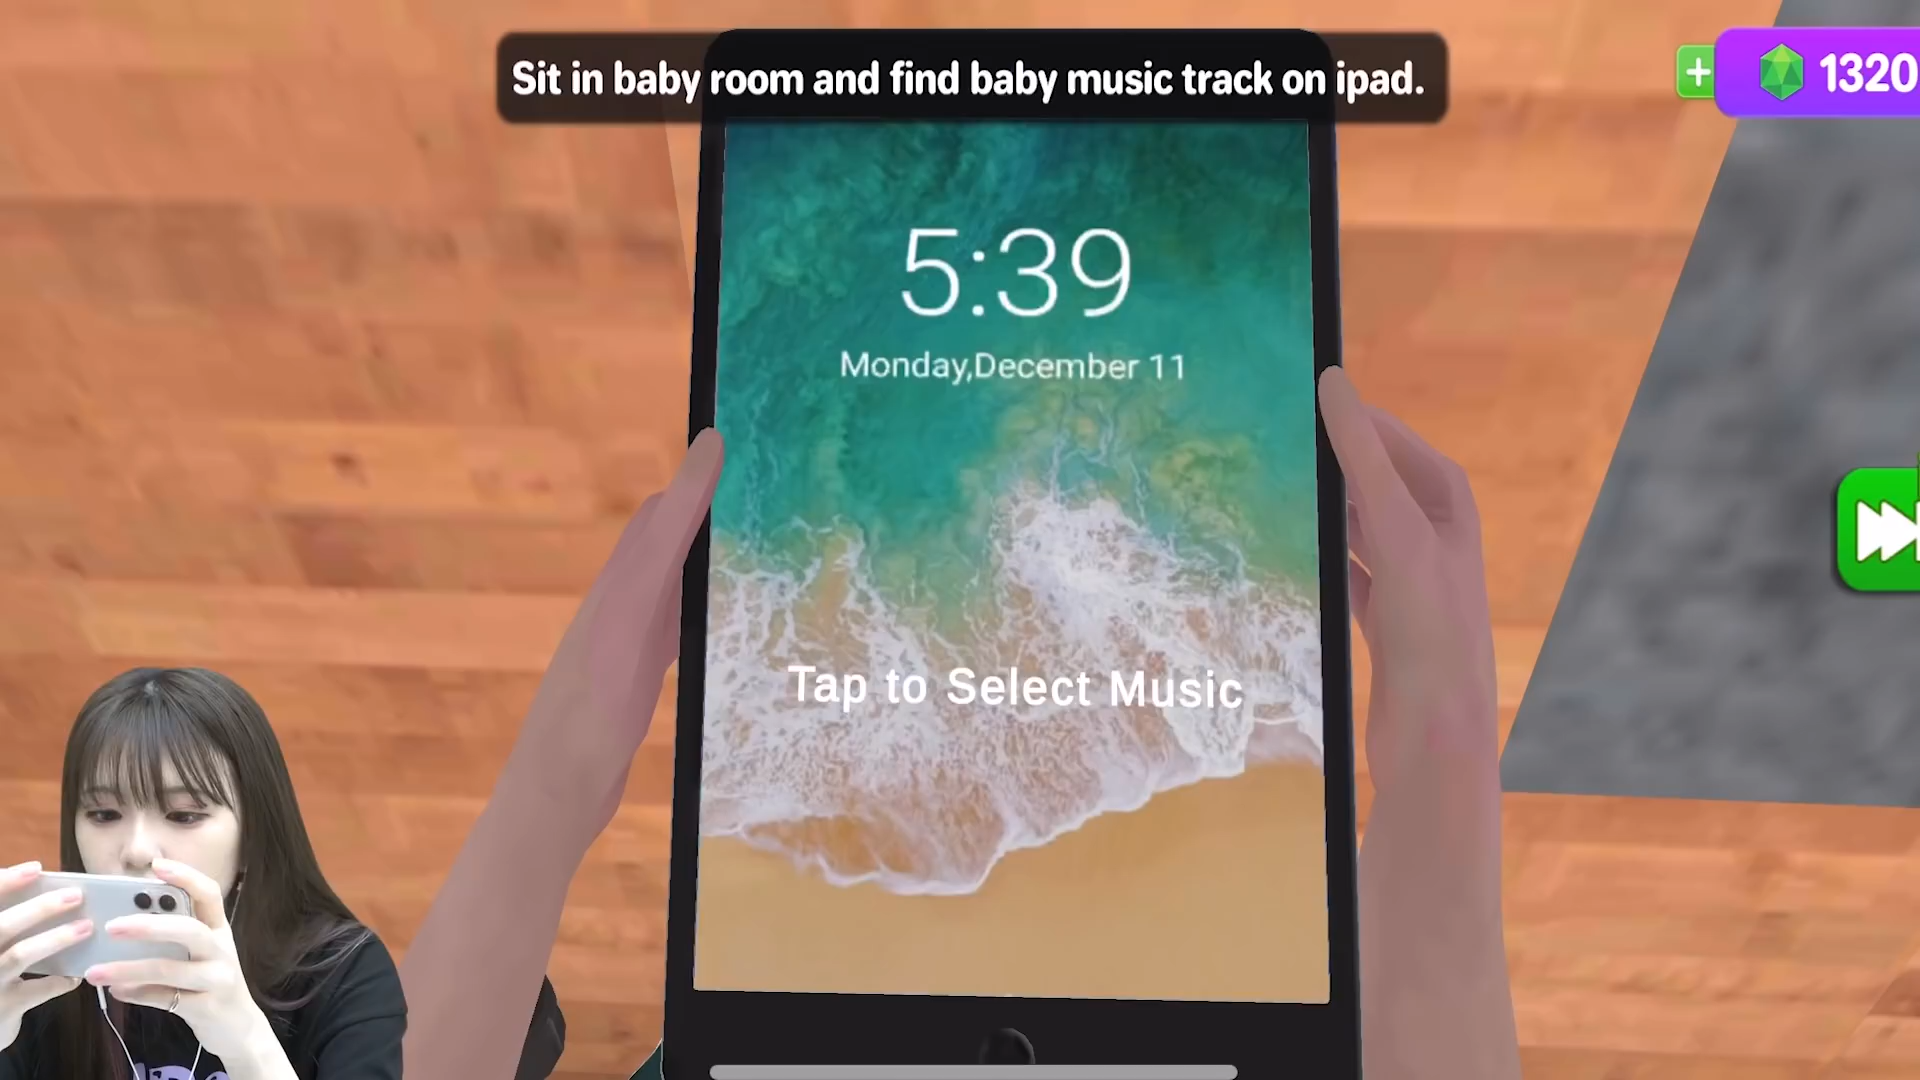 Sit in baby room and find baby music track on ipad.
1320
5:39
Monday,December 11
Tap to Select Music